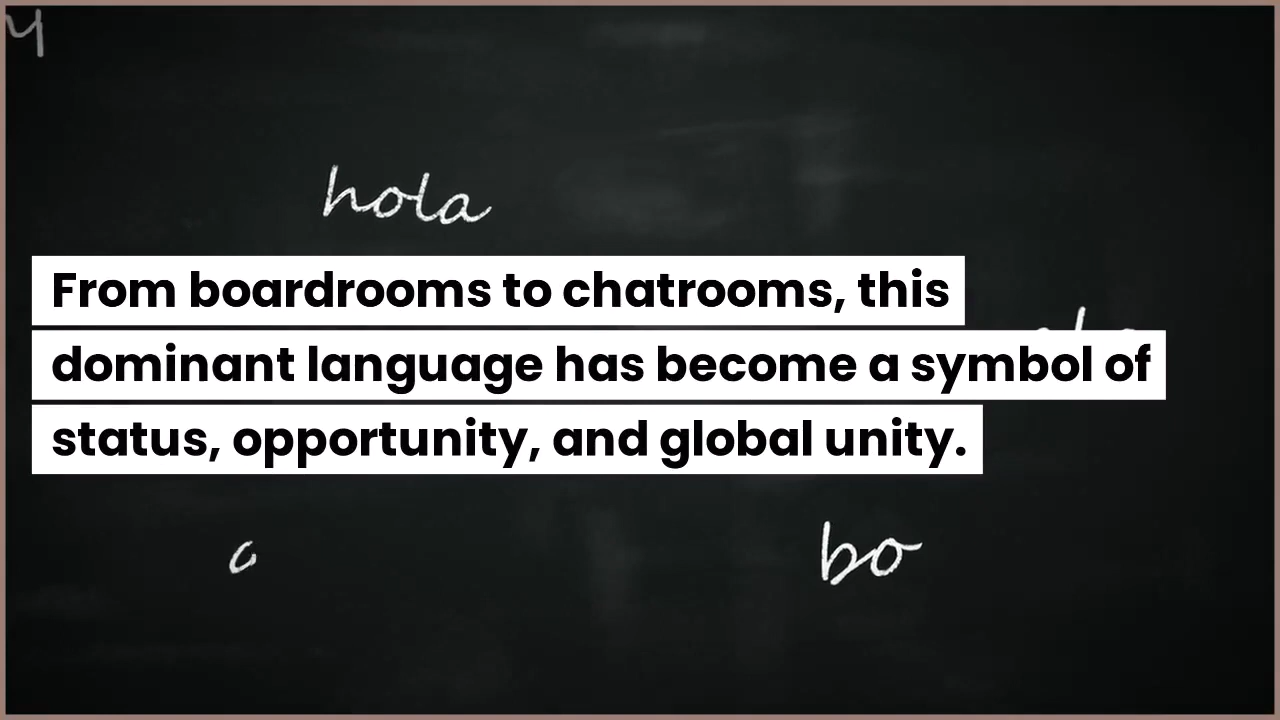 hola
From boardrooms to chatrooms, this
dominant language has become a symbol of
status, opportunity, and global unity.
bo